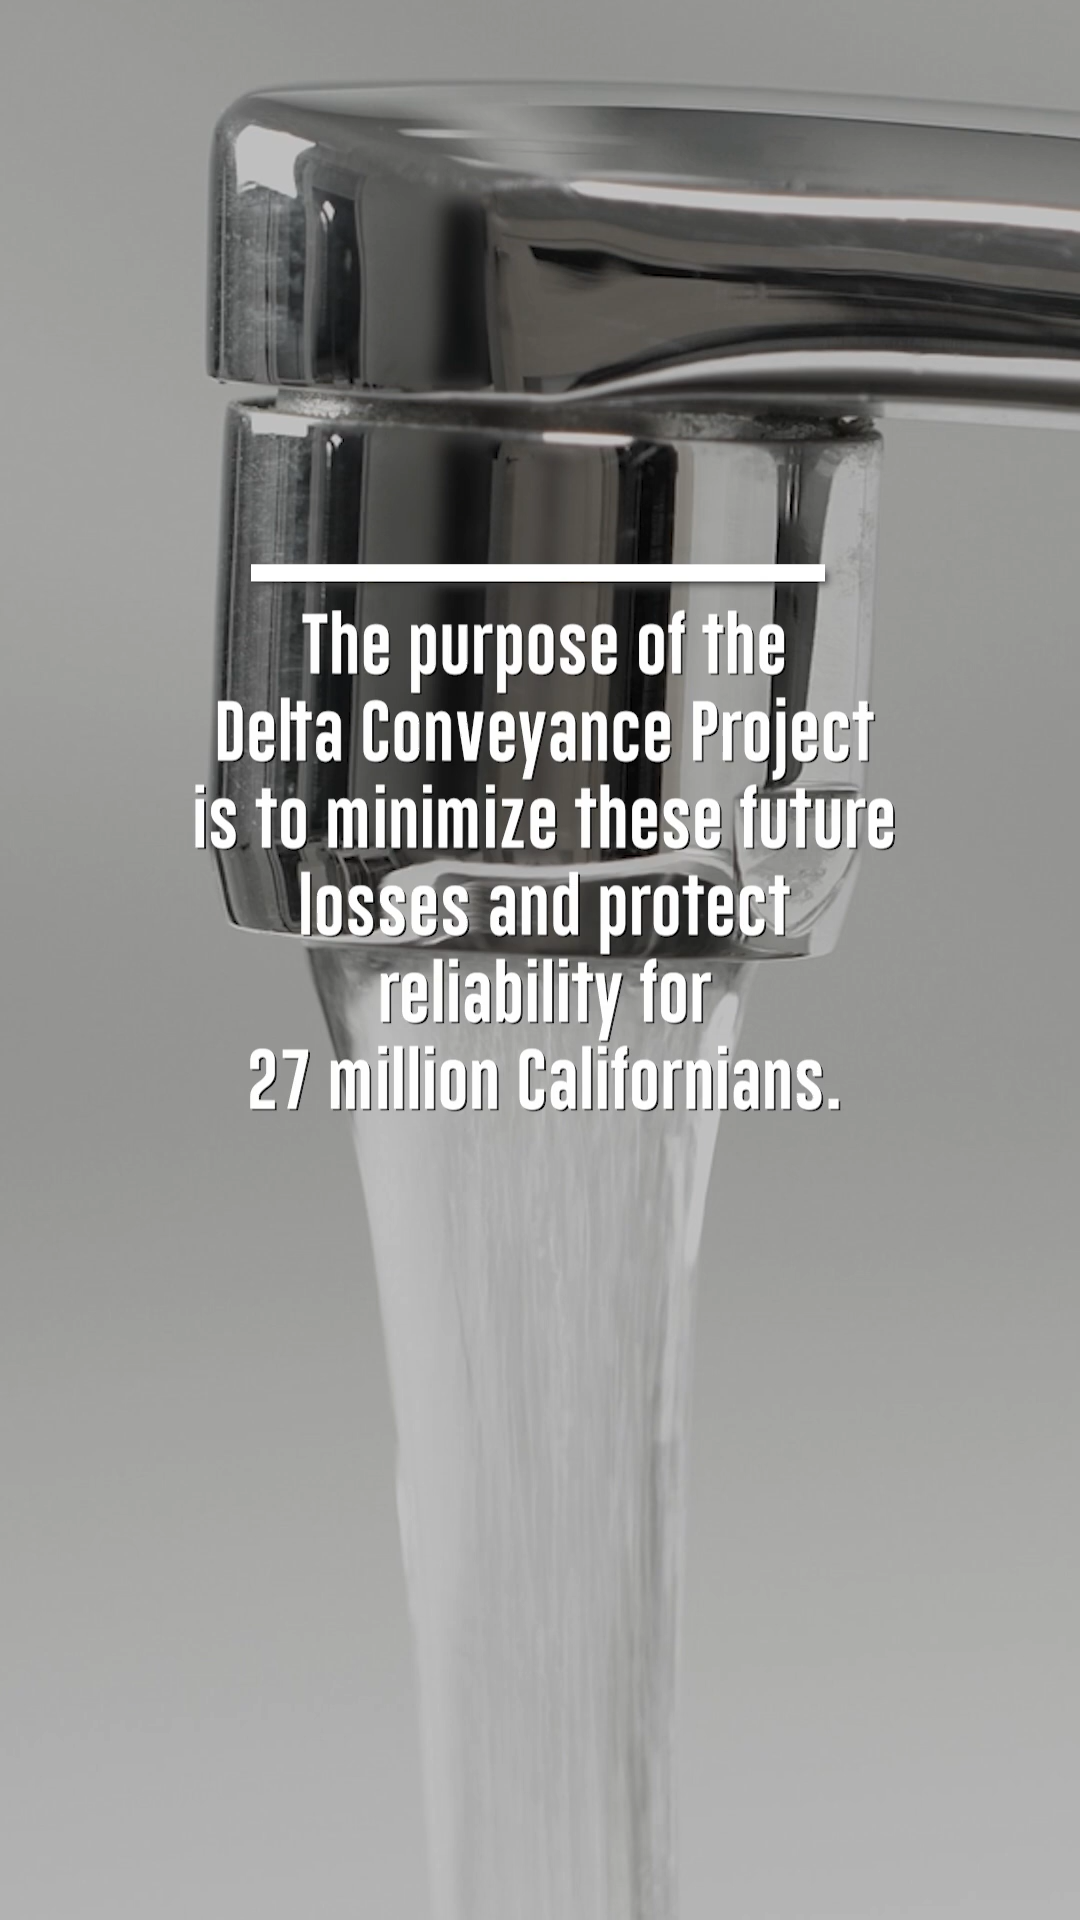 The purpose of the
Delta Conveyance Project
is to minimize these future
losses and protect
reliability for
27 million Californians.